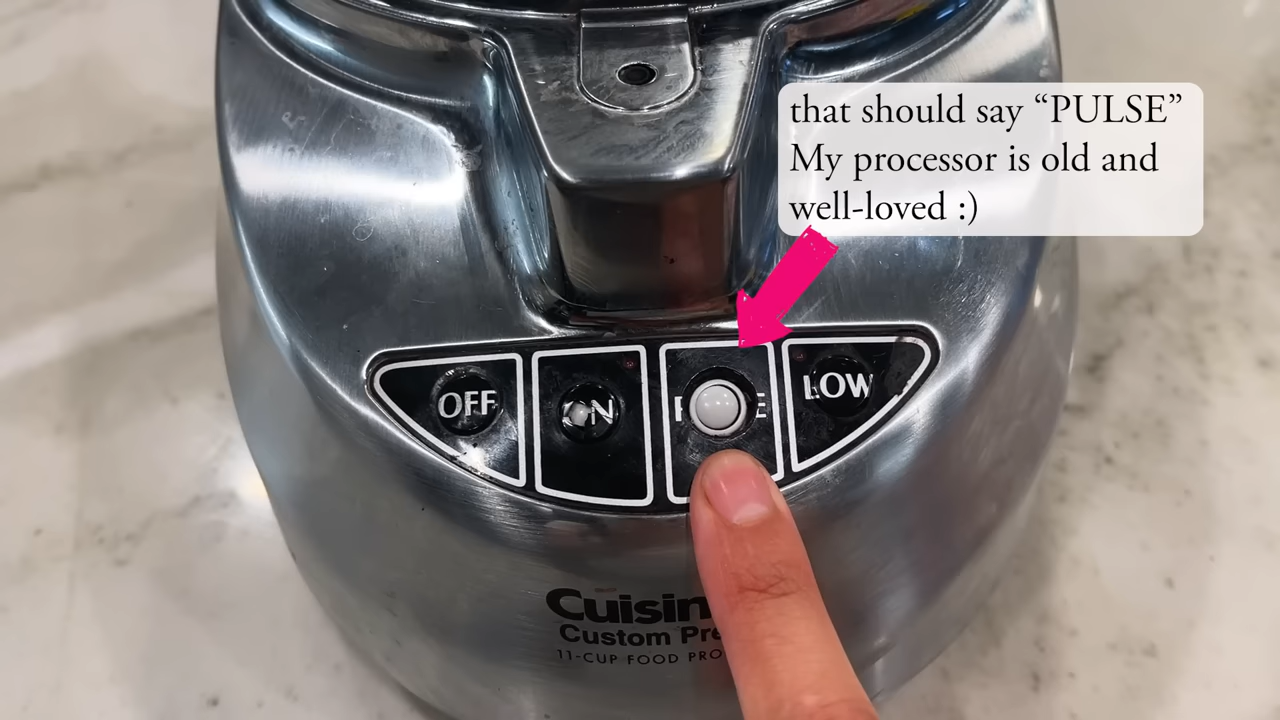 that should say “PULSE”
My processor is old and
well-loved :)
OFF
ON
LOW
Cuisin
Custom Pre
11-CUP FOOD PRO